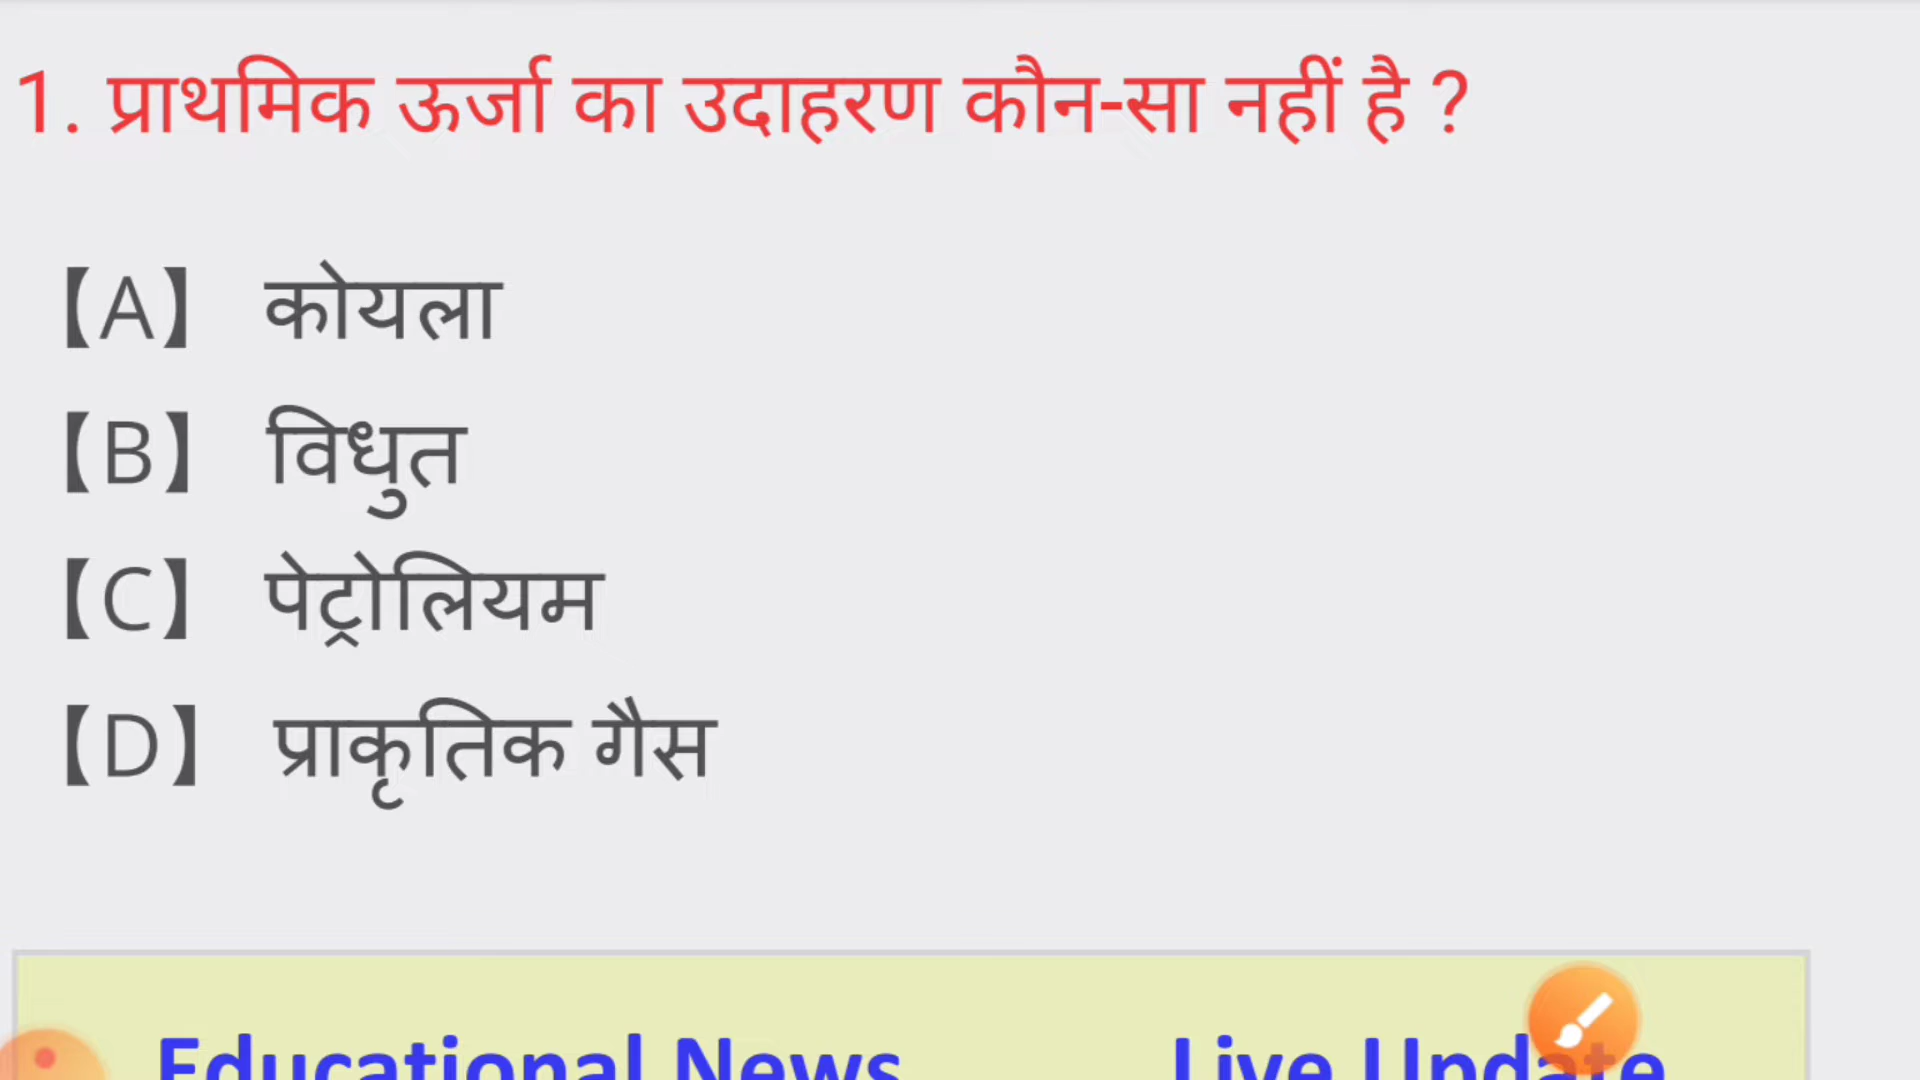 1. प्राथमिक ऊर्जा का उदाहरण कौन-सा नहीं है ?
【A】 कोयला
【B】 विधुत
【C】 पेट्रोलियम
【D】 प्राकृतिक गैस
Educational News Live Update